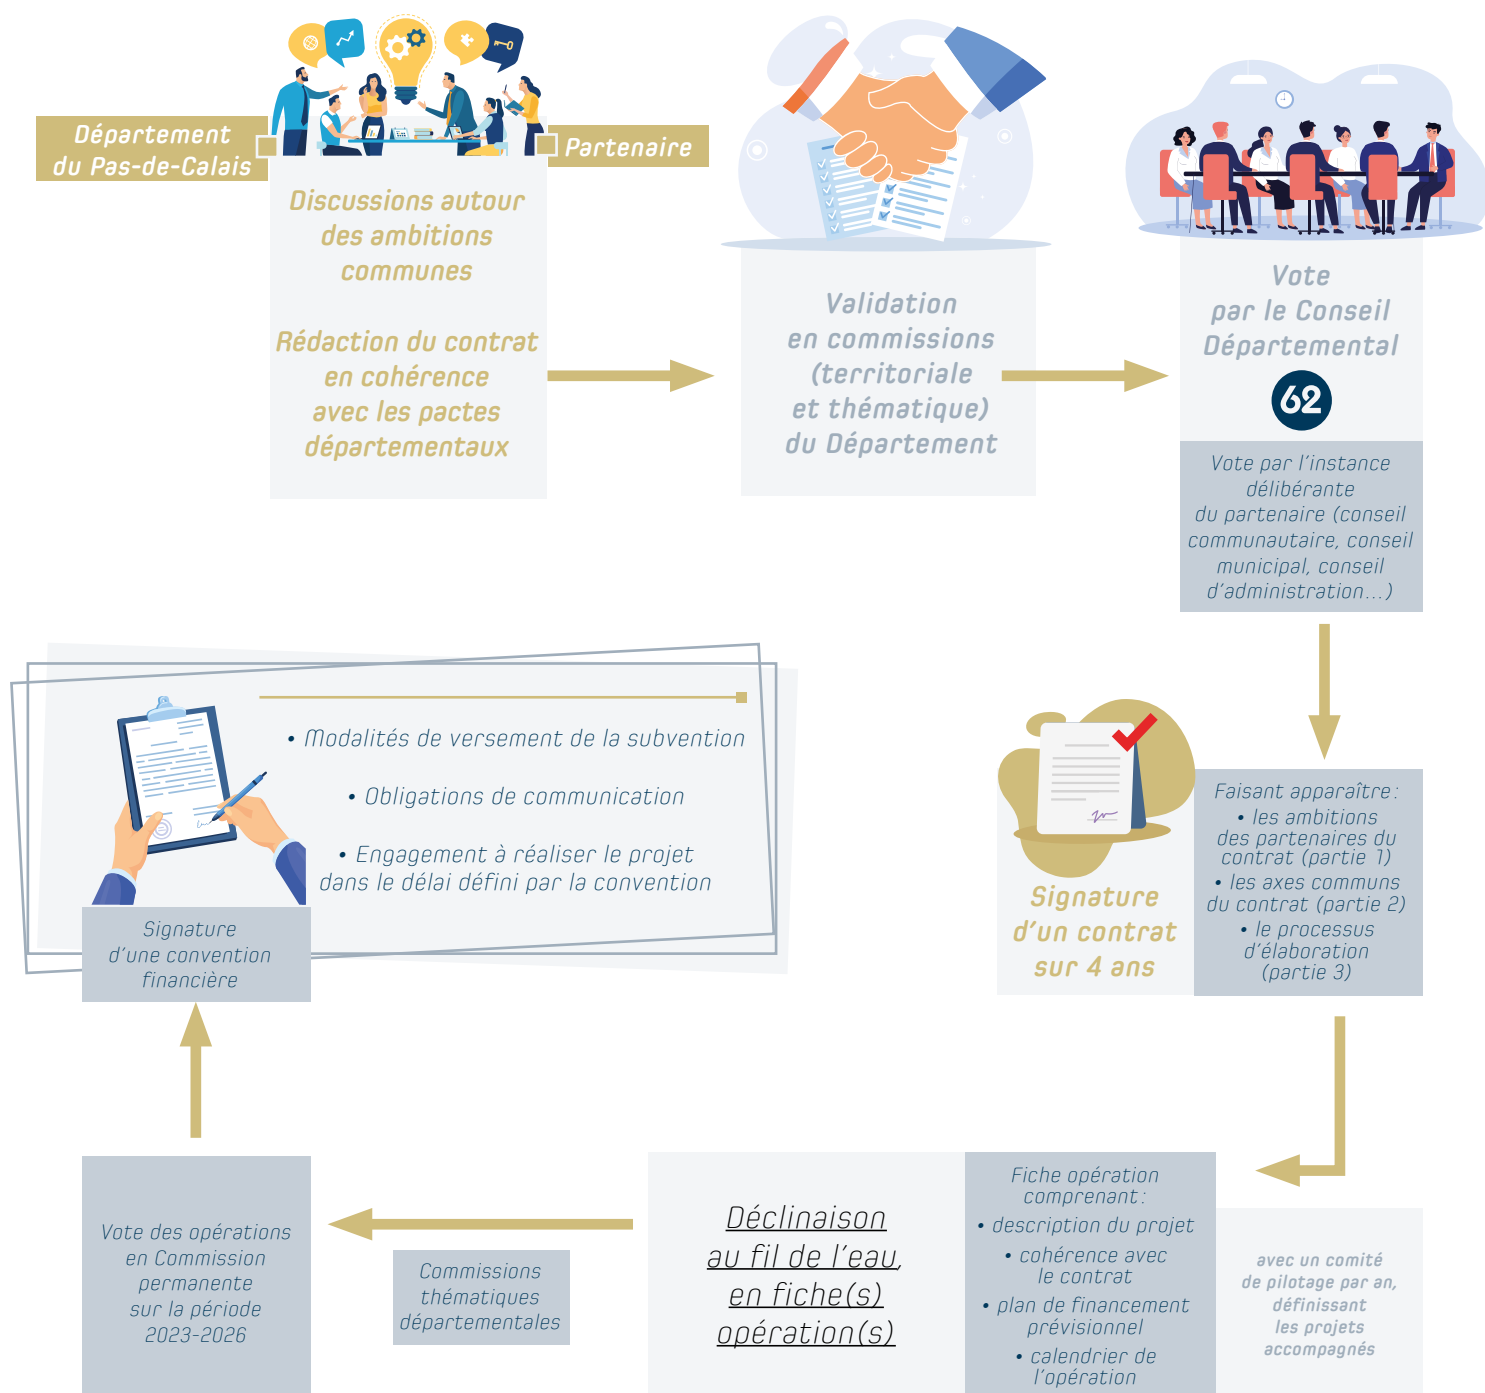 Département
du Pas-de-Calais
Partenaire
Discussions autour
des ambitions
communes
Rédaction du contrat
en cohérence
avec les pactes
départementaux
Validation
en commissions
(territoriale
et thématique)
du Département
Vote
par le Conseil
Départemental
62
Vote par l'instance
délibérante
du partenaire (conseil
communautaire, conseil
municipal, conseil
d'administration...)
Signature
d'un contrat
sur 4 ans
Faisant apparaître :
• les ambitions
des partenaires du
contrat (partie 1)
• les axes communs
du contrat (partie 2)
• le processus
d'élaboration
(partie 3)
avec un comité
de pilotage par an,
définissant
les projets
accompagnés
Déclinaison
au fil de l'eau,
en fiche(s)
opération(s)
Fiche opération
comprenant :
• description du projet
• cohérence avec
le contrat
• plan de financement
prévisionnel
• calendrier de
l'opération
Commissions
thématiques
départementales
Vote des opérations
en Commission
permanente
sur la période
2023-2026
Signature
d'une convention
financière
• Modalités de versement de la subvention
• Obligations de communication
• Engagement à réaliser le projet
dans le délai défini par la convention